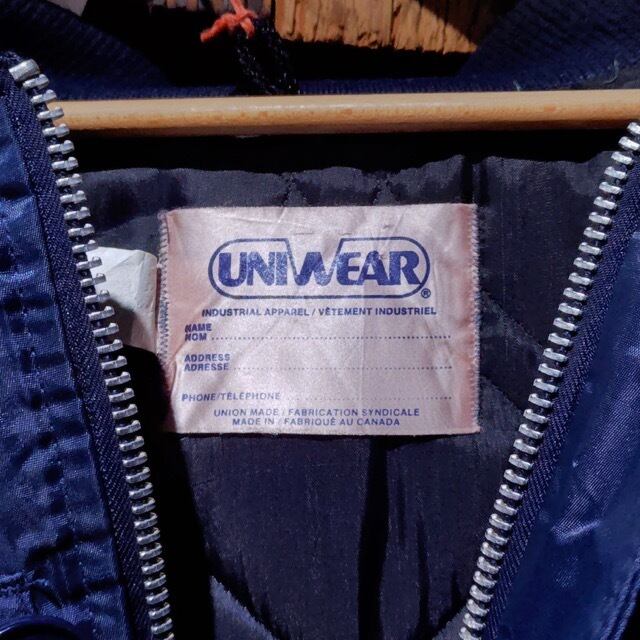 UNIWEAR®
INDUSTRIAL APPAREL / VÊTEMENT INDUSTRIEL
NAME
NOM
ADDRESS
ADRESSE
PHONE/TÉLÉPHONE
UNION MADE / FABRICATION SYNDICALE
MADE IN / FABRIQUÉ AU CANADA